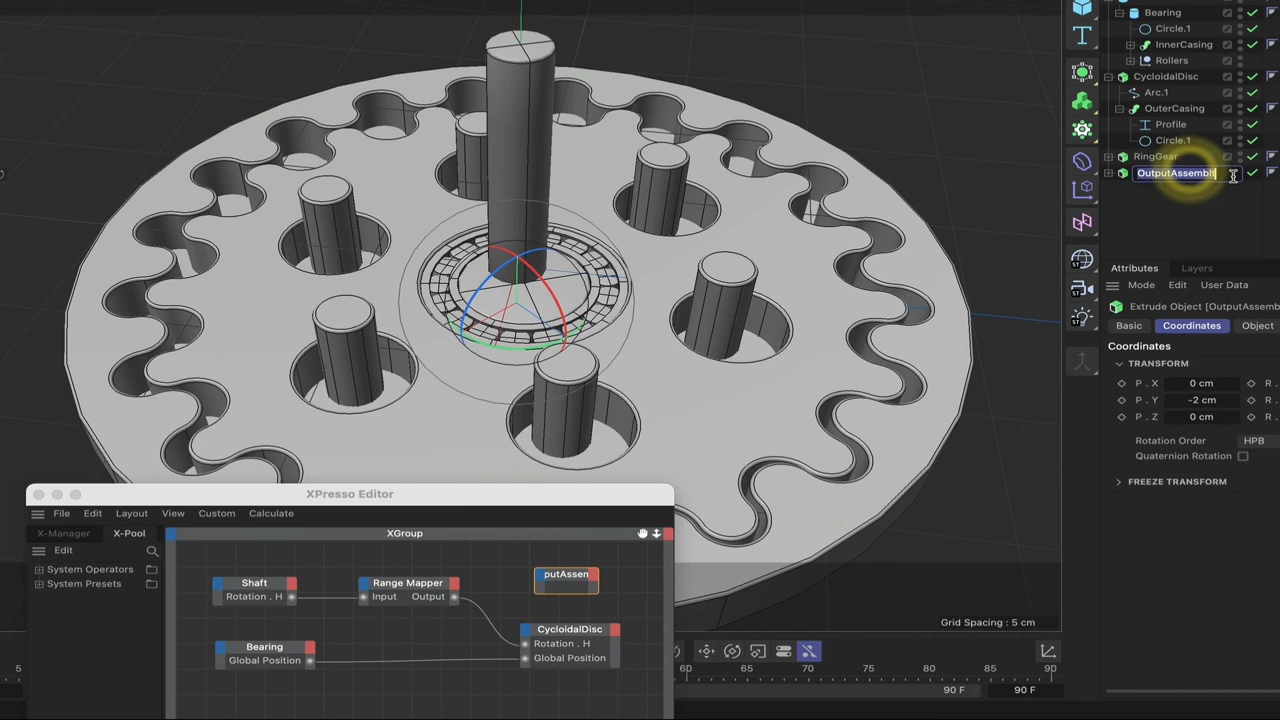 Bearing
Circle.1
InnerCasing
Rollers
CycloidalDisc
Arc.1
OuterCasing
Profile
Circle.1
RingGear
OutputAssemblt
T
ST
ST
ST
Attributes Layers
Mode Edit User Data
Extrude Object [OutputAssemb
Basic Coordinates Object
Coordinates
TRANSFORM
P . X 0 cm R .
P . Y -2 cm R .
P . Z 0 cm R .
Rotation Order HPB
Quaternion Rotation
FREEZE TRANSFORM
Grid Spacing : 5 cm
XPresso Editor
File Edit Layout View Custom Calculate
X-Manager X-Pool
Edit
System Operators
System Presets
XGroup
putAssen
Shaft
Rotation . H
Range Mapper
Input Output
CycloidalDisc
Rotation . H
Global Position
Bearing
Global Position
5 60 65 70 75 80 85 90
90 F 90 F